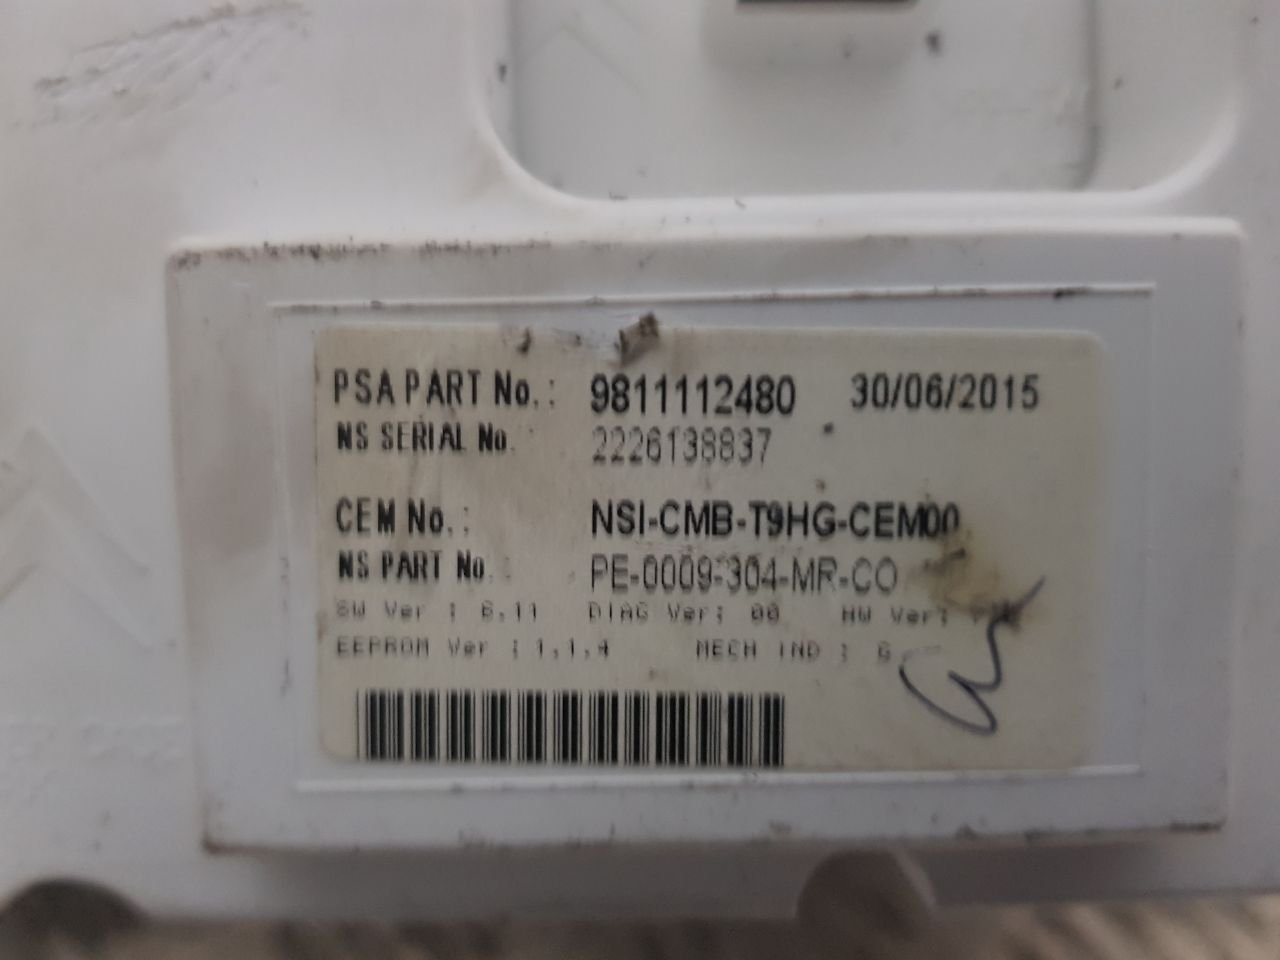 PSA PART No.: 9811112480 30/06/2015
NS SERIAL No. 2226138837
CEM No.: NSI-CMB-T9HG-CEM00
NS PART No. PE-0009-304-MR-CO
SW Ver : 6.11 DIAG Ver: 00 HW Ver:
EEPROM Ver : 1.1.4 MECH IND : G